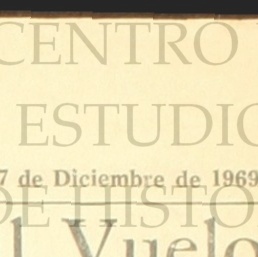 CENTRO
ESTUDIO
7 de Diciembre de 1969
DE HISTO
l Vuelo